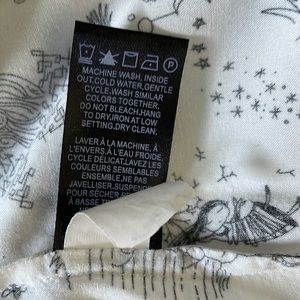 MACHINE WASH, INSIDE
OUT.COLD WATER,GENTLE
CYCLE.WASH SIMILAR
COLORS TOGETHER.
DO NOT BLEACH.HANG
TO DRY.IRON AT LOW
SETTING.DRY CLEAN.
LAVER À LA MACHINE, À
L'ENVERS.À L'EAU FROIDE,
CYCLE DÉLICAT.LAVEZ LES
COULEURS SEMBLABLES
ENSEMBLE.NE PAS
JAVELLISER.SUSPENDRE
À BASSE